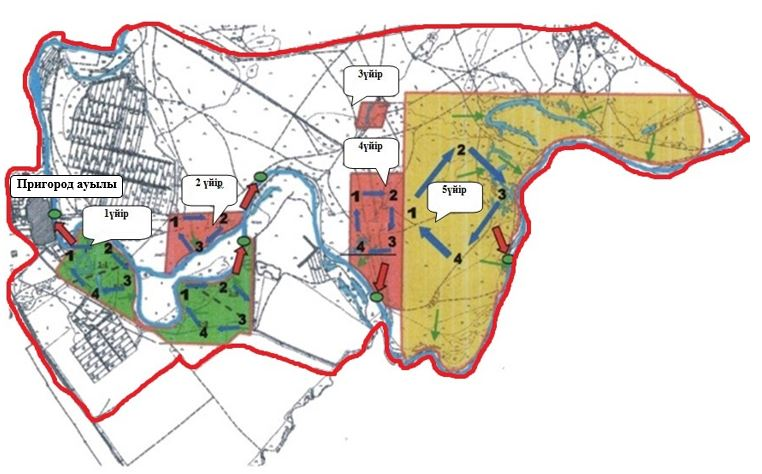 3үйір
4үйір
Пригород ауылы
2 үйір
1үйір
5үйір
1 2 3 4
1 2 3
1 2 3 4
1 2 3 4
1 2 3 4